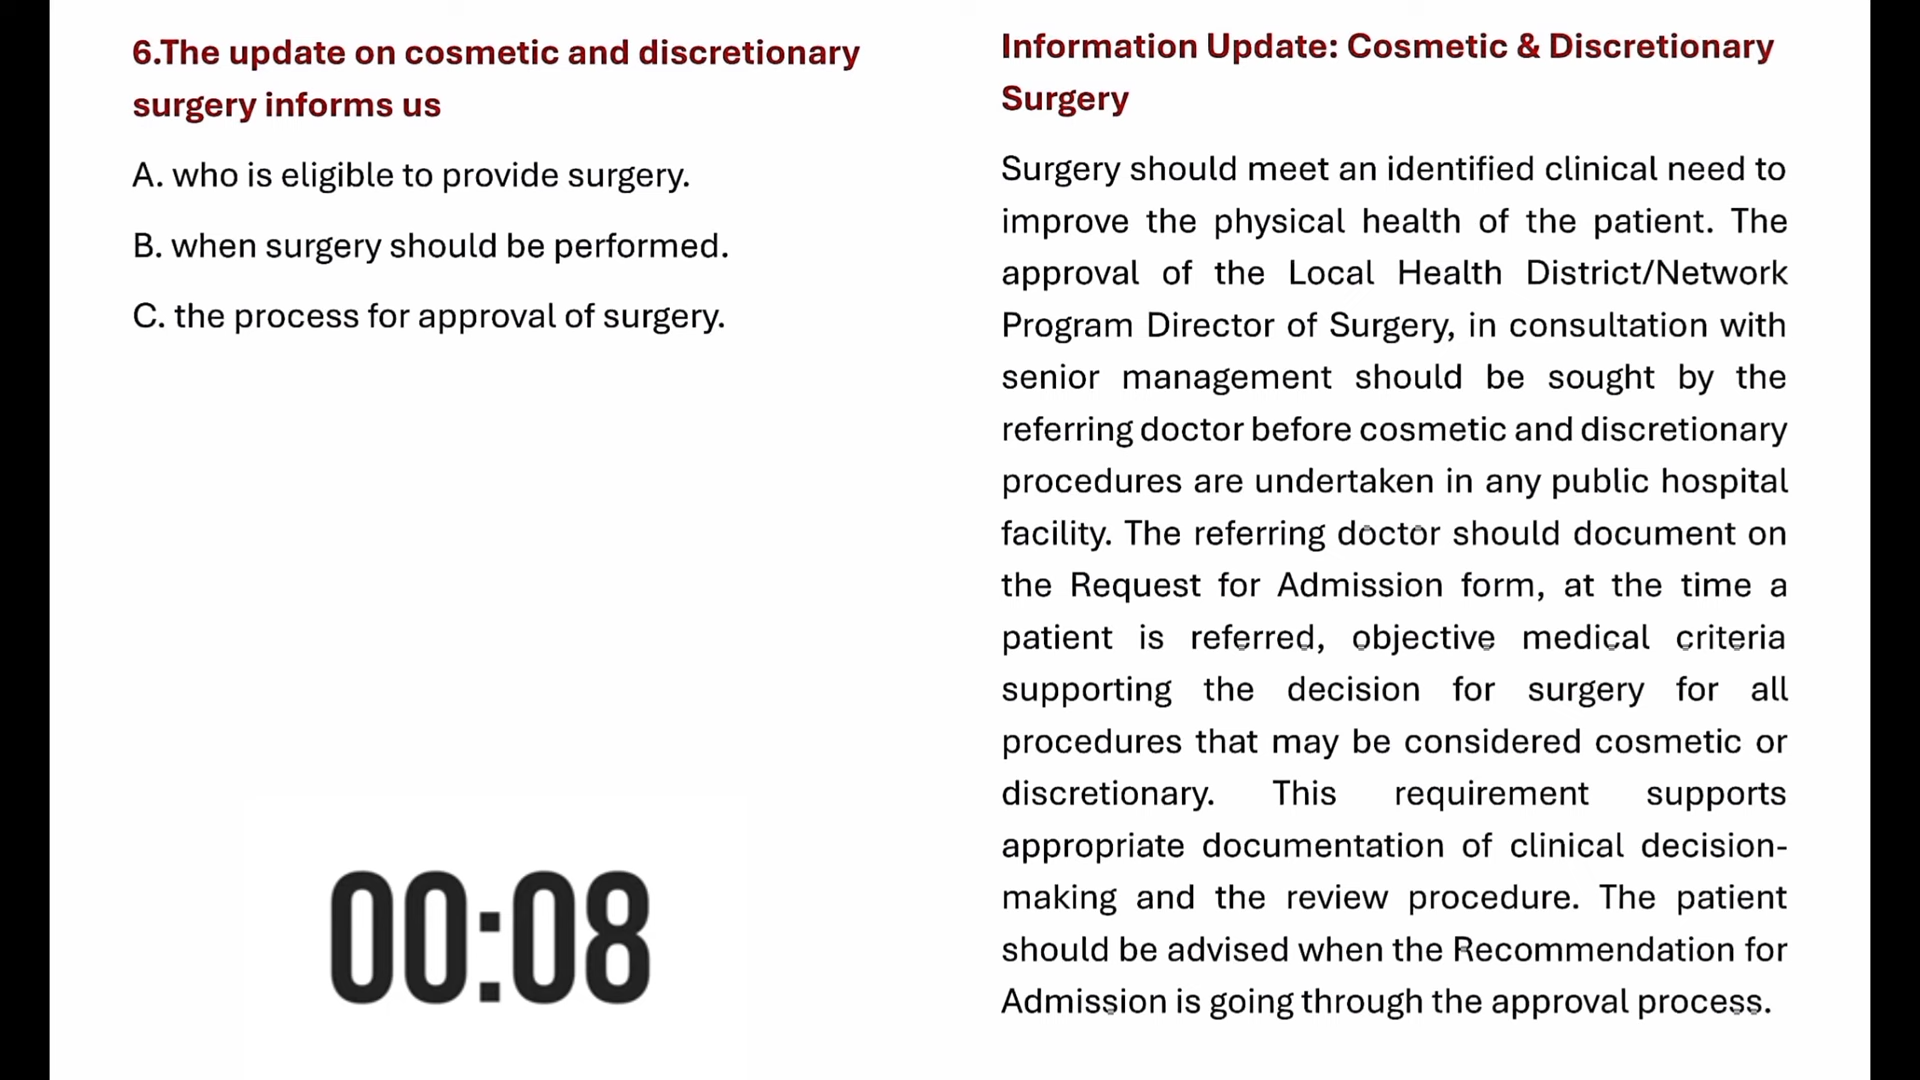 6.The update on cosmetic and discretionary
surgery informs us
A. who is eligible to provide surgery.
B. when surgery should be performed.
C. the process for approval of surgery.
00:08
Information Update: Cosmetic & Discretionary
Surgery
Surgery should meet an identified clinical need to
improve the physical health of the patient. The
approval of the Local Health District/Network
Program Director of Surgery, in consultation with
senior management should be sought by the
referring doctor before cosmetic and discretionary
procedures are undertaken in any public hospital
facility. The referring doctor should document on
the Request for Admission form, at the time a
patient is referred, objective medical criteria
supporting the decision for surgery for all
procedures that may be considered cosmetic or
discretionary. This requirement supports
appropriate documentation of clinical decision-
making and the review procedure. The patient
should be advised when the Recommendation for
Admission is going through the approval process.